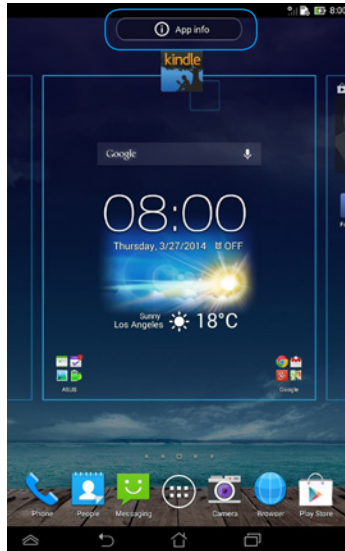 8:00
App info
kindle
Google
08:00
Thursday, 3/27/2014 OFF
Sunny
Los Angeles 18°C
ASUS Google
Phone People Messaging Camera Browser Play Store